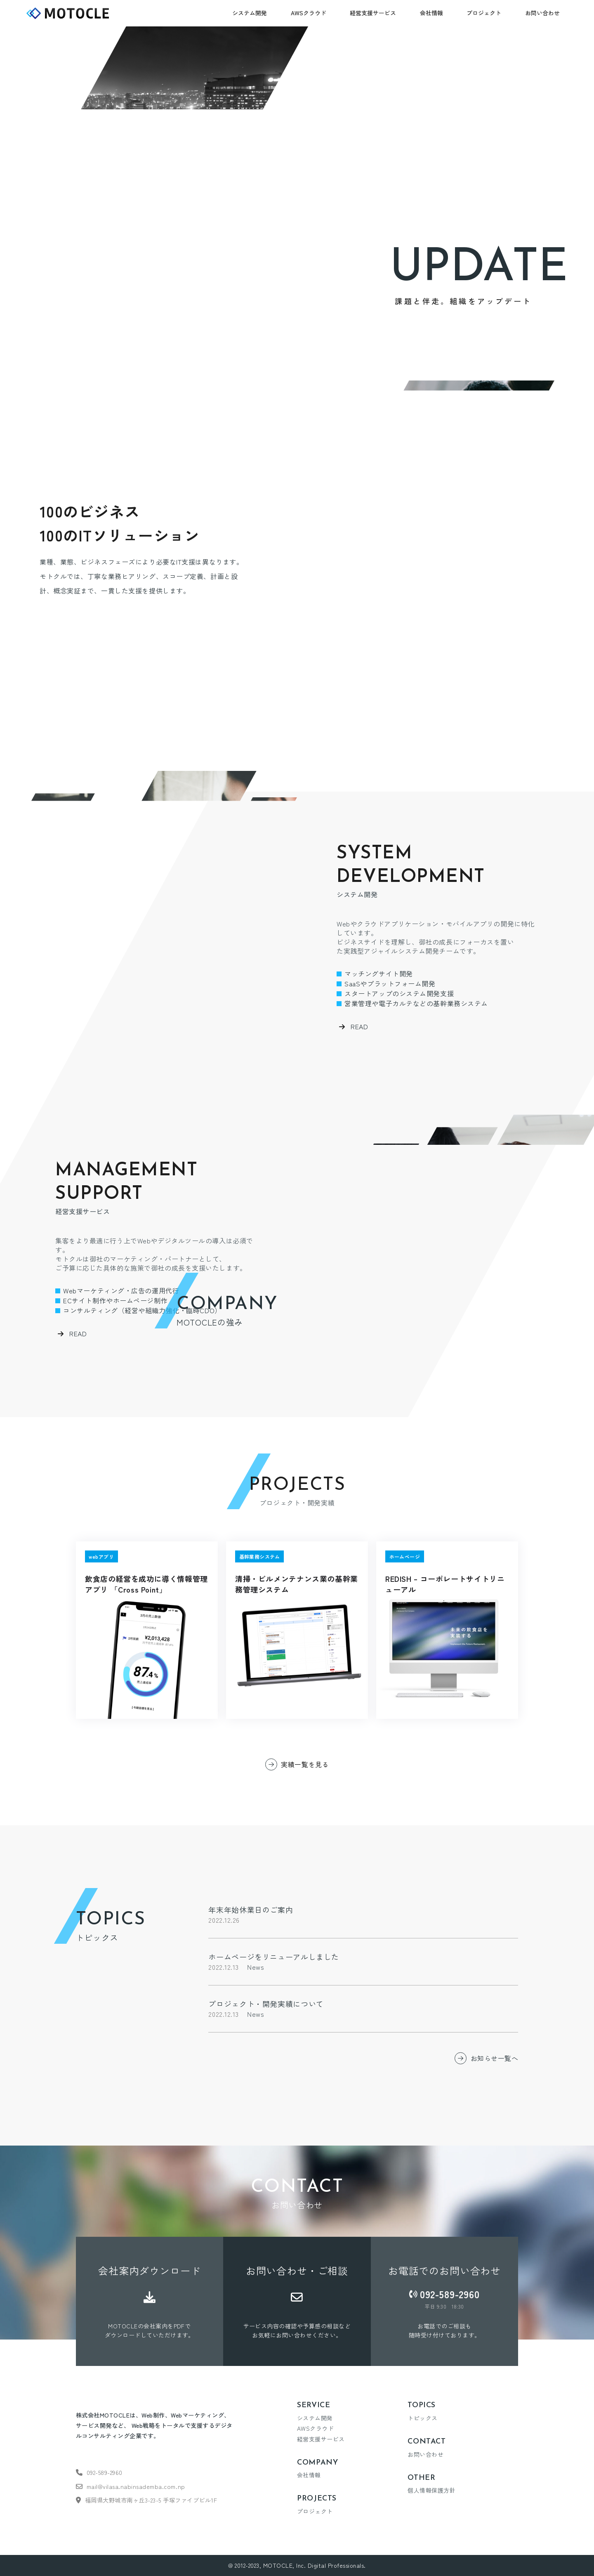 MOTOCLE
システム開発 AWSクラウド 経営支援サービス 会社情報 プロジェクト お問い合わせ
UPDATE
課題と伴走。組織をアップデート
100のビジネス
100のITソリューション
業種、業態、ビジネスフェーズにより必要なIT支援は異なります。
モトクルでは、丁寧な業務ヒアリング、スコープ定義、計画と設
計、概念実証まで、一貫した支援を提供します。
SYSTEM
DEVELOPMENT
システム開発
Webやクラウドアプリケーション・モバイルアプリの開発に特化
しています。
ビジネスサイドを理解し、御社の成長にフォーカスを置い
た実践型アジャイルシステム開発チームです。
マッチングサイト開発
SaaSやプラットフォーム開発
スタートアップのシステム開発支援
営業管理や電子カルテなどの基幹業務システム
READ
MANAGEMENT
SUPPORT
経営支援サービス
集客をより最適に行う上でWebやデジタルツールの導入は必須で
す。
モトクルは御社のマーケティング・パートナーとして、
ご予算に応じた具体的な施策で御社の成長を支援いたします。
Webマーケティング・広告の運用代行
ECサイト制作やホームページ制作
コンサルティング（経営や組織力強化・臨時CDO）
READ
COMPANY
MOTOCLEの強み
PROJECTS
プロジェクト・開発実績
webアプリ
飲食店の経営を成功に導く情報管理
アプリ 「Cross Point」
¥2,013,428
87.4%
基幹業務システム
清掃・ビルメンテナンス業の基幹業
務管理システム
ホームページ
REDISH – コーポレートサイトリニ
ューアル
未来の飲食店を
実装する
実績一覧を見る
TOPICS
トピックス
年末年始休業日のご案内
2022.12.26
ホームページをリニューアルしました
2022.12.13 News
プロジェクト・開発実績について
2022.12.13 News
お知らせ一覧へ
CONTACT
お問い合わせ
会社案内ダウンロード
MOTOCLEの会社案内をPDFで
ダウンロードしていただけます。
お問い合わせ・ご相談
サービス内容の確認や予算感の相談など
お気軽にお問い合わせください。
お電話でのお問い合わせ
092-589-2960
お電話でのご相談も
随時受け付けております。
株式会社MOTOCLEは、Web制作、Webマーケティング、
サービス開発など、 Web戦略をトータルで支援するデジタ
ルコンサルティング企業です。
092-589-2960
mail@vilasa.nabinsademba.com.np
福岡県大野城市南ヶ丘3-23-5 手塚ファイブビル1F
SERVICE
システム開発
AWSクラウド
経営支援サービス
COMPANY
会社情報
PROJECTS
プロジェクト
TOPICS
トピックス
CONTACT
お問い合わせ
OTHER
個人情報保護方針
© 2012-2023, MOTOCLE, Inc. Digital Professionals.